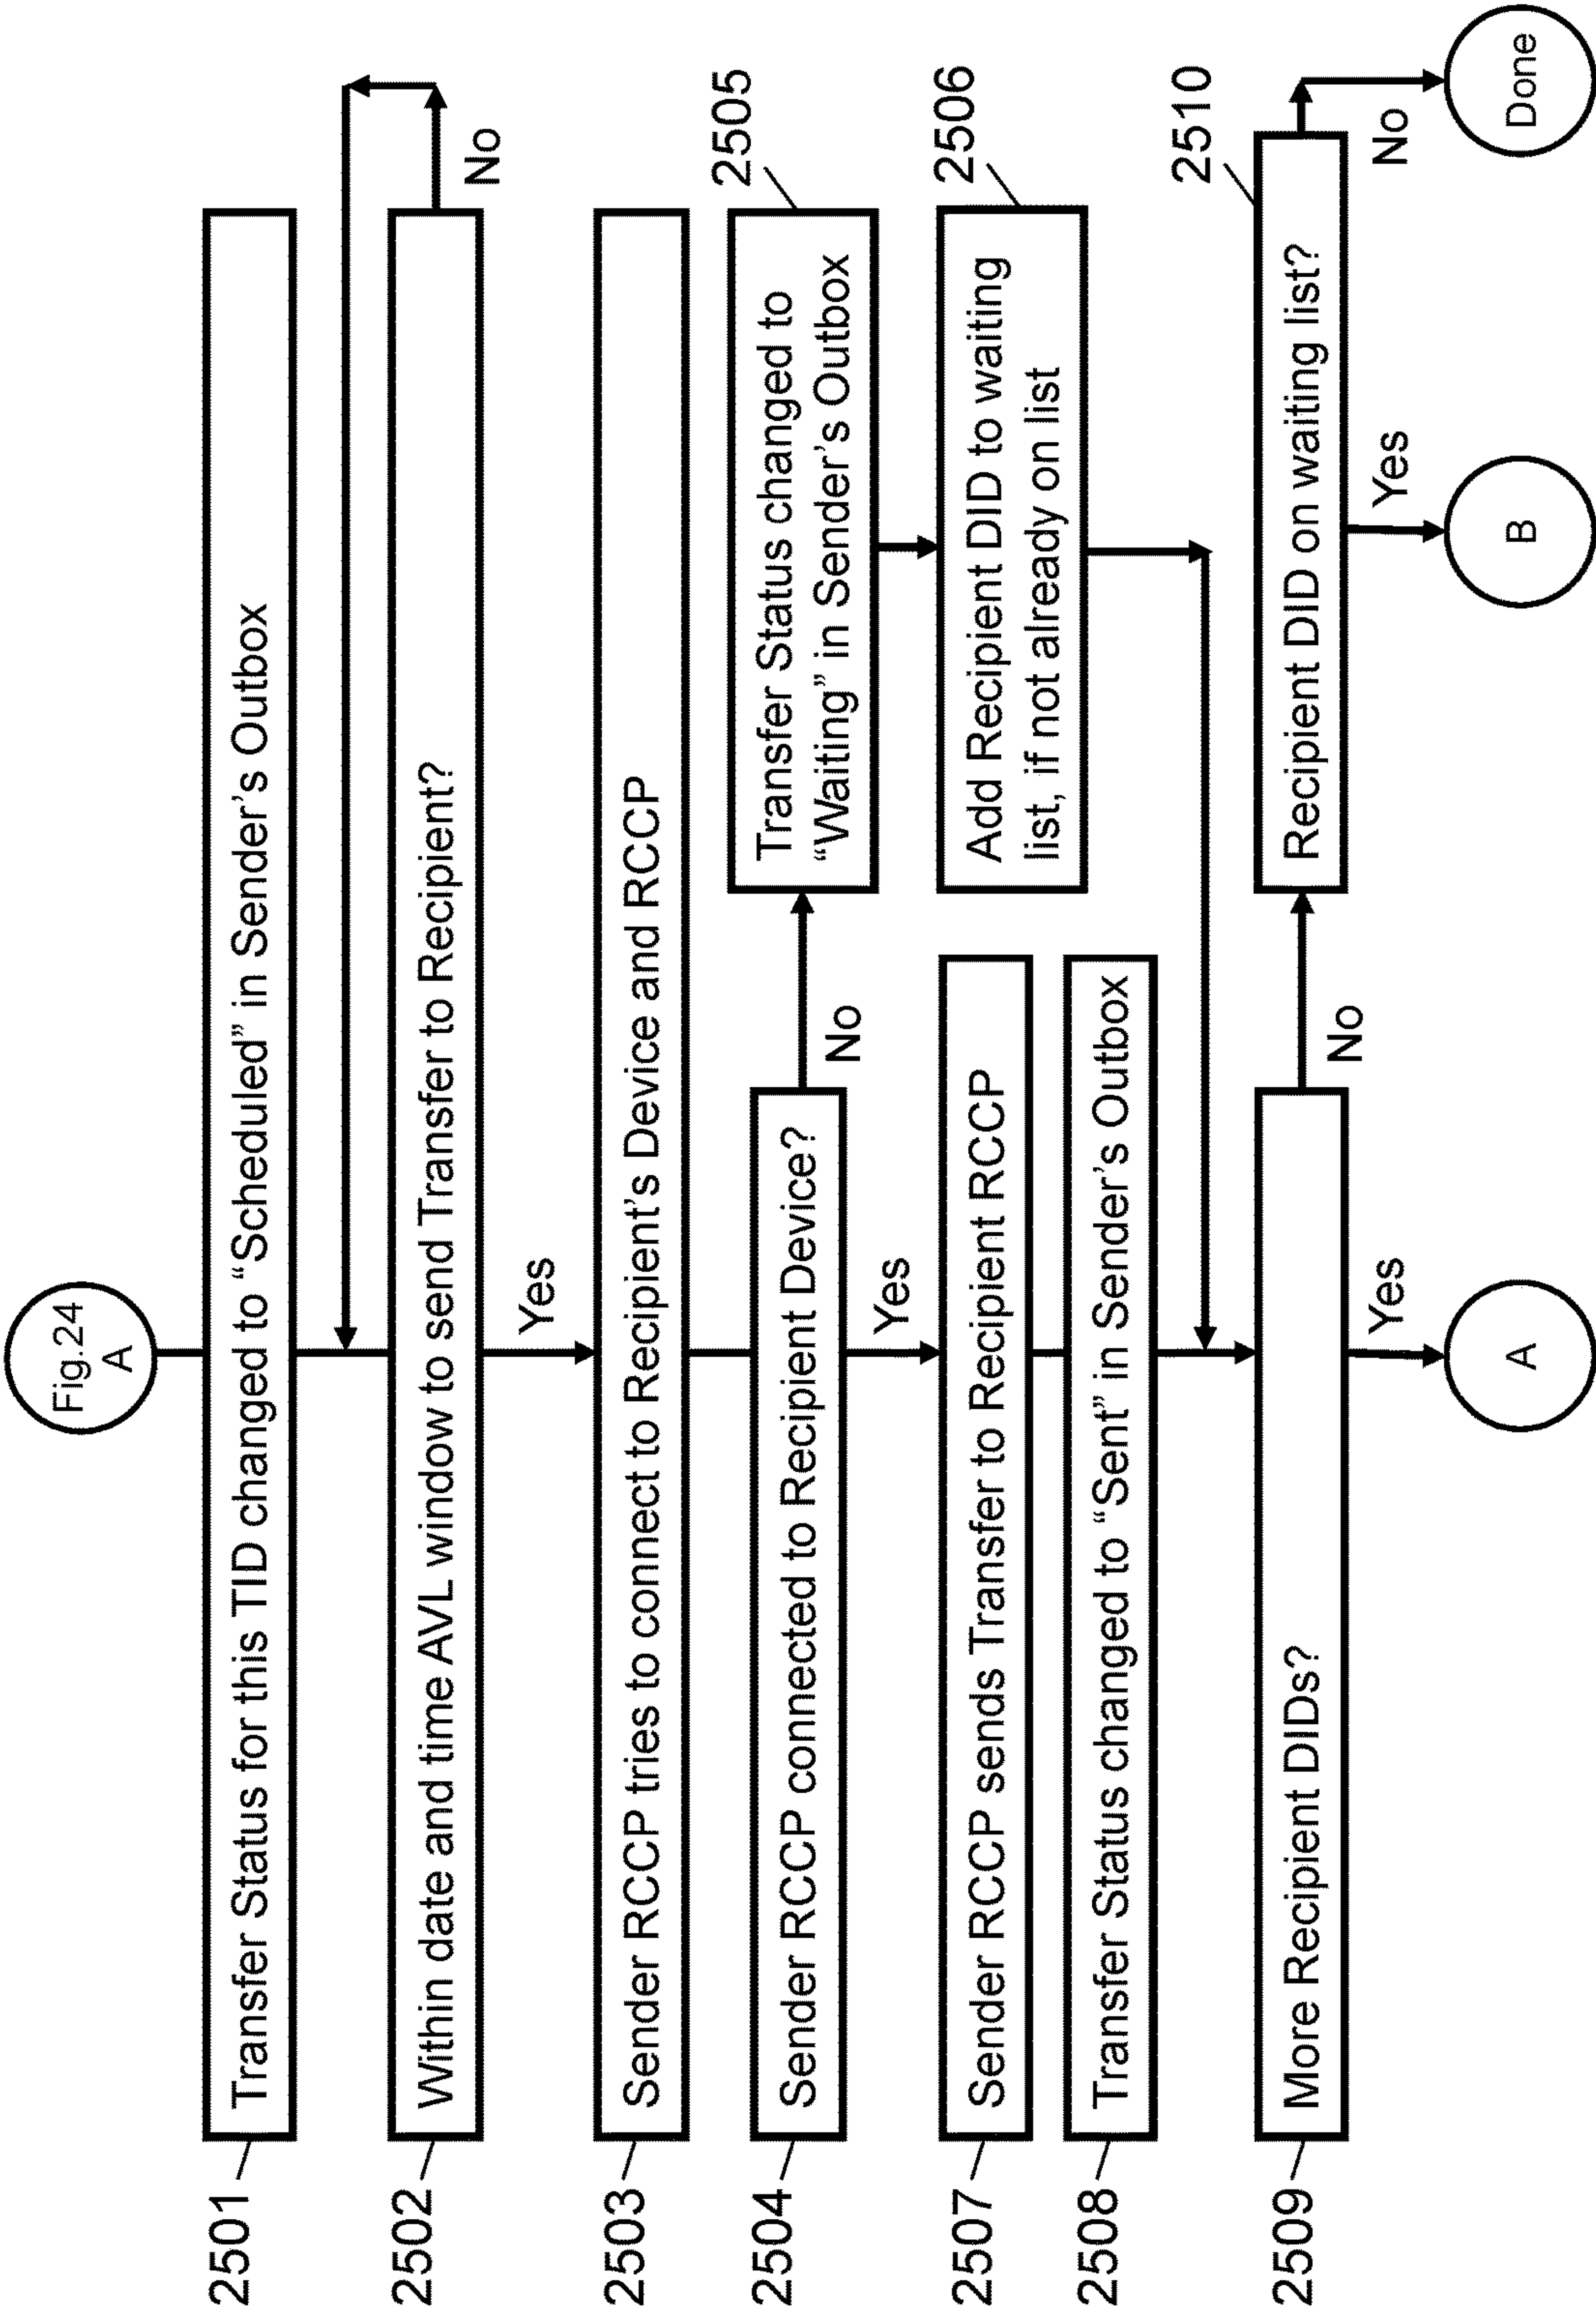 Fig.24
A
2501
Transfer Status for this TID changed to “Scheduled” in Sender’s Outbox
2502
Within date and time AVL window to send Transfer to Recipient?
No
Yes
2503
Sender RCCP tries to connect to Recipient’s Device and RCCP
2504
Sender RCCP connected to Recipient Device?
No
2505
Transfer Status changed to
“Waiting” in Sender’s Outbox
Yes
2506
Add Recipient DID to waiting
list, if not already on list
2507
Sender RCCP sends Transfer to Recipient RCCP
2508
Transfer Status changed to “Sent” in Sender’s Outbox
2509
More Recipient DIDs?
No
2510
Recipient DID on waiting list?
No
Yes
Yes
A
B
Done